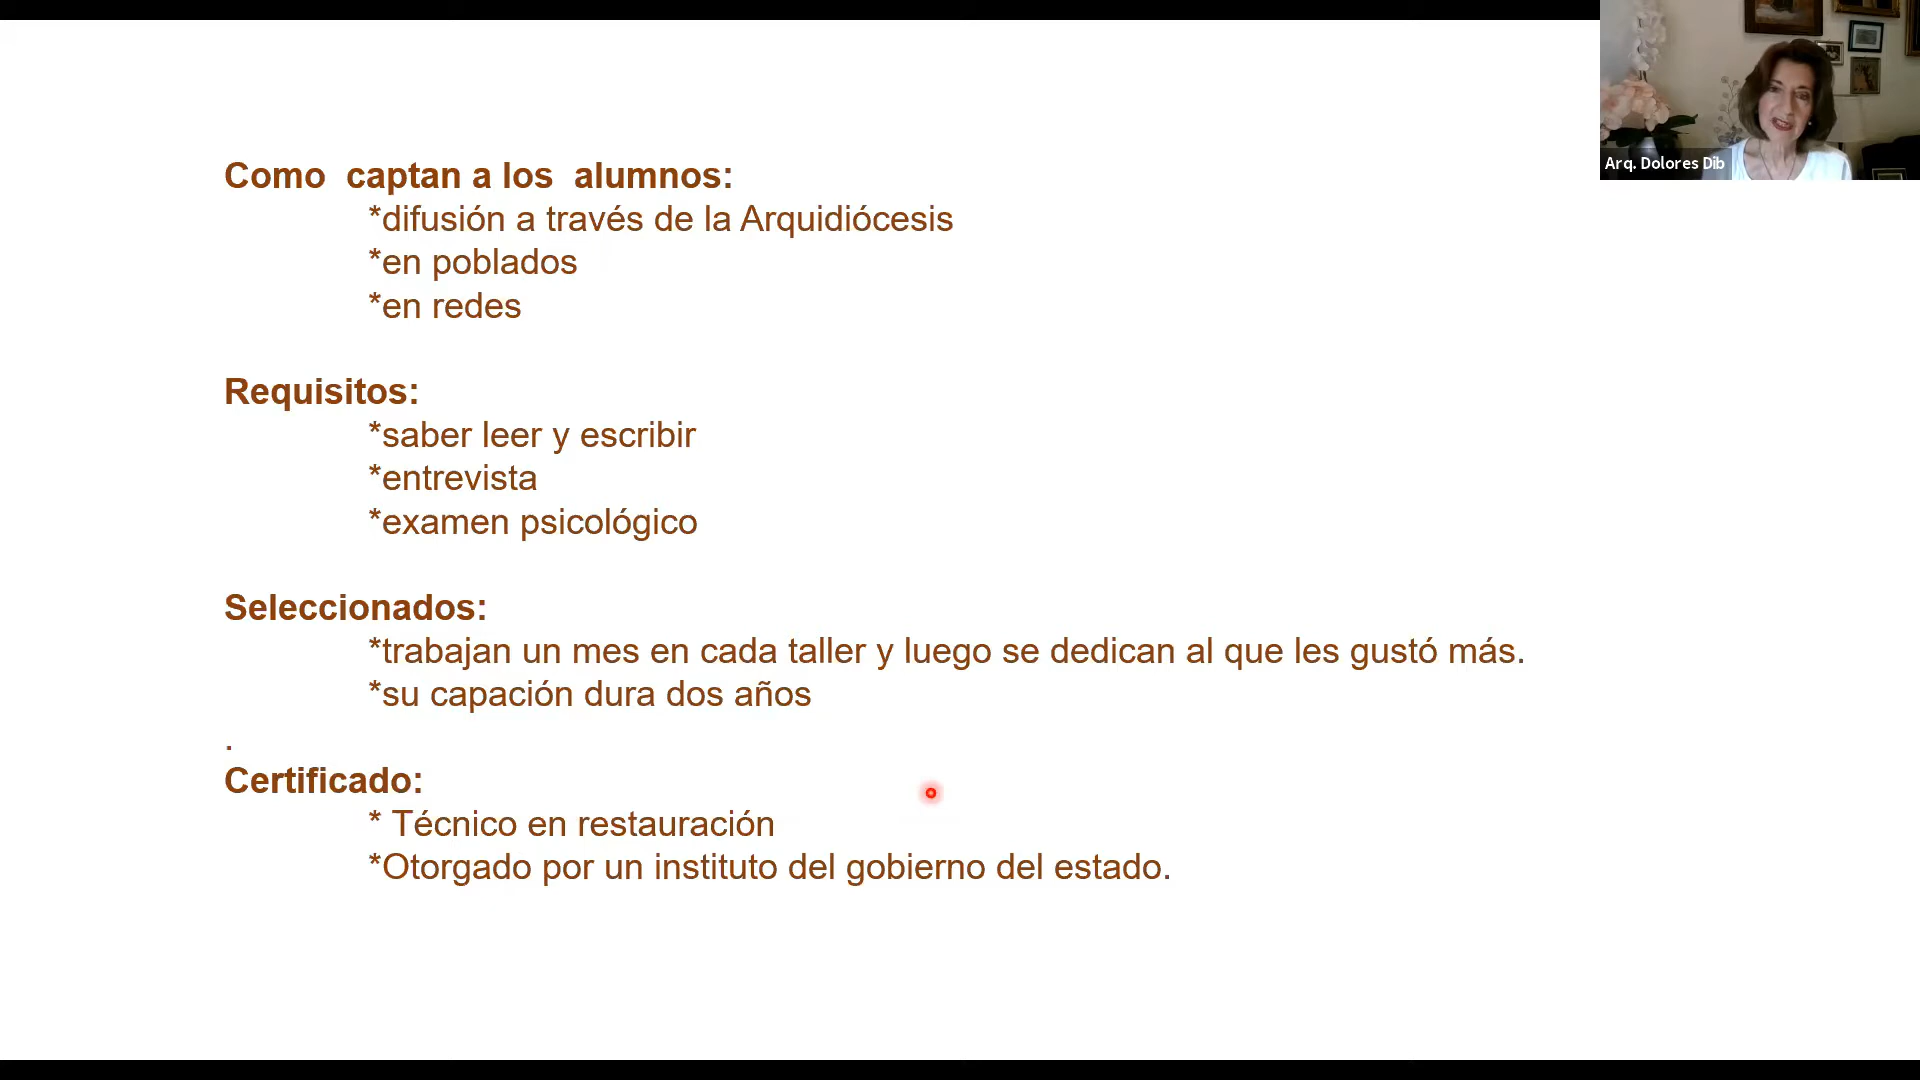 Como captan a los alumnos:
*difusión a través de la Arquidiócesis
*en poblados
*en redes
Requisitos:
*saber leer y escribir
*entrevista
*examen psicológico
Seleccionados:
*trabajan un mes en cada taller y luego se dedican al que les gustó más.
*su capación dura dos años
.
Certificado:
* Técnico en restauración
*Otorgado por un instituto del gobierno del estado.
Arq. Dolores Dib